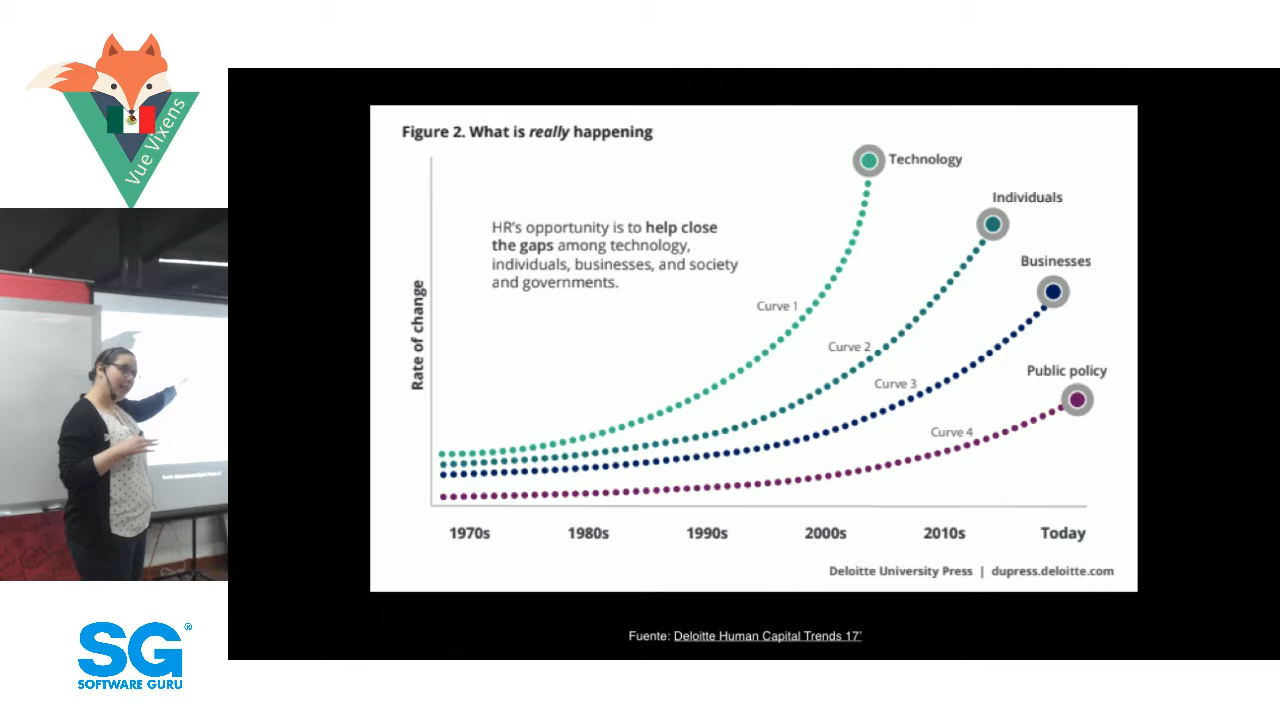 Vue Vixens
SG®
SOFTWARE GURU
Figure 2. What is really happening
Technology
Individuals
HR's opportunity is to help close
the gaps among technology,
individuals, businesses, and society
and governments.
Businesses
Curve 1
Curve 2
Public policy
Curve 3
Curve 4
Rate of change
1970s 1980s 1990s 2000s 2010s Today
Deloitte University Press | dupress.deloitte.com
Fuente: Deloitte Human Capital Trends 17'